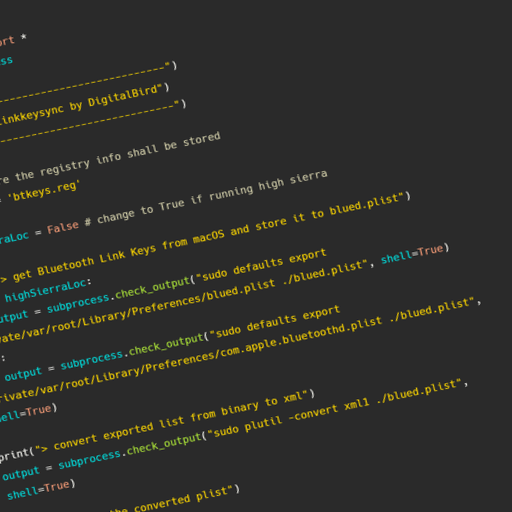 ort *
ss
------------------------------")
linkkeysync by DigitalBird")
------------------------------")
re the registry info shall be stored
= 'btkeys.reg'
raLoc = False # change to True if running high sierra
> get Bluetooth Link Keys from macOS and store it to blued.plist")
highSierraLoc:
utput = subprocess.check_output("sudo defaults export
vate/var/root/Library/Preferences/blued.plist ./blued.plist", shell=True)
:
output = subprocess.check_output("sudo defaults export
rivate/var/root/Library/Preferences/com.apple.bluetoothd.plist ./blued.plist",
ell=True)
print("> convert exported list from binary to xml")
output = subprocess.check_output("sudo plutil -convert xml1 ./blued.plist",
shell=True)
the converted plist")